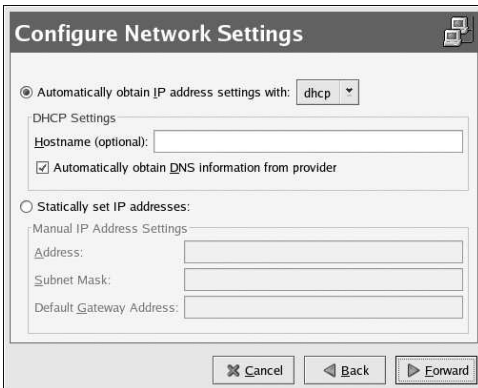 Configure Network Settings
Automatically obtain IP address settings with: dhcp
DHCP Settings
Hostname (optional):
Automatically obtain DNS information from provider
Statically set IP addresses:
Manual IP Address Settings
Address:
Subnet Mask:
Default Gateway Address:
Cancel Back Forward